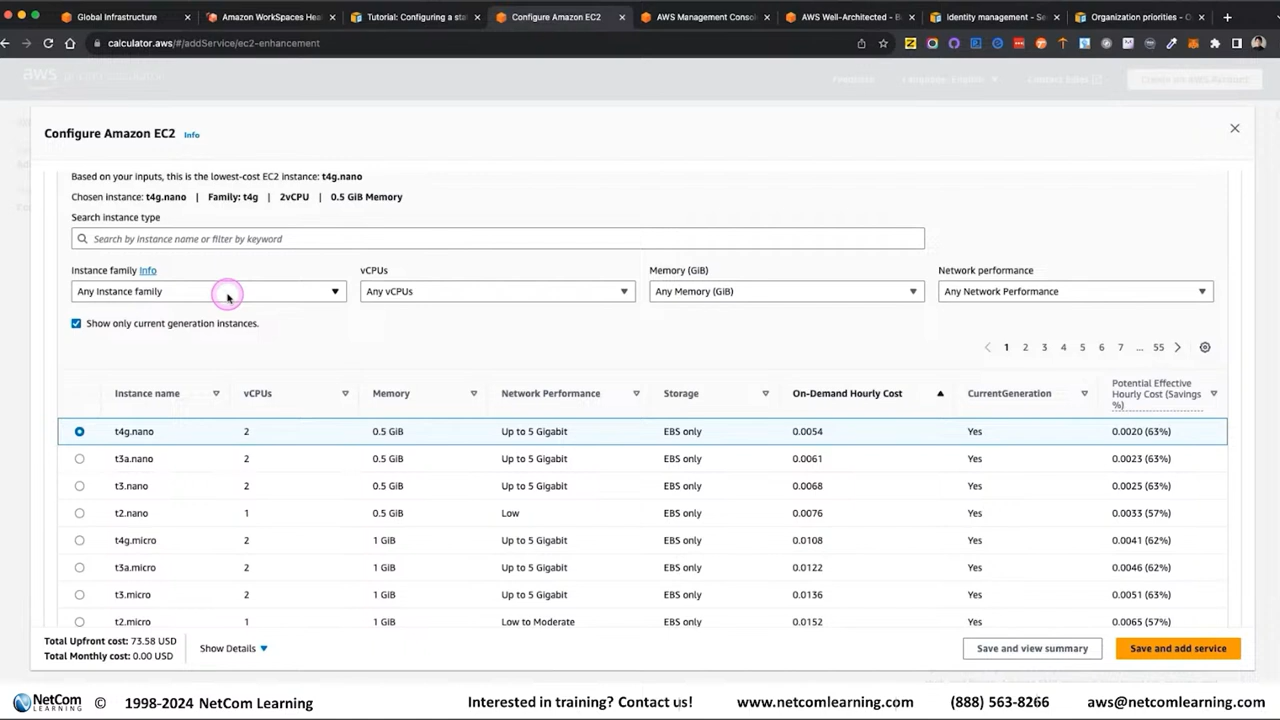 Global Infrastructure
Amazon WorkSpaces Hea
Tutorial: Configuring a sta
Configure Amazon EC2
AWS Management Conso
AWS Well-Architected - B
Identity management - Se
Organization priorities - O
calculator.aws/#/addService/ec2-enhancement
aws
Configure Amazon EC2 Info
Based on your inputs, this is the lowest-cost EC2 instance: t4g.nano
Chosen instance: t4g.nano | Family: t4g | 2vCPU | 0.5 GiB Memory
Search instance type
Search by instance name or filter by keyword
Instance family Info vCPUs Memory (GiB) Network performance
Any Instance family Any vCPUs Any Memory (GiB) Any Network Performance
Show only current generation instances.
1 2 3 4 5 6 7 ... 55
Instance name vCPUs Memory Network Performance Storage On-Demand Hourly Cost CurrentGeneration Potential Effective Hourly Cost (Savings %)
t4g.nano 2 0.5 GiB Up to 5 Gigabit EBS only 0.0054 Yes 0.0020 (63%)
t3a.nano 2 0.5 GiB Up to 5 Gigabit EBS only 0.0061 Yes 0.0023 (63%)
t3.nano 2 0.5 GiB Up to 5 Gigabit EBS only 0.0068 Yes 0.0025 (63%)
t2.nano 1 0.5 GiB Low EBS only 0.0076 Yes 0.0033 (57%)
t4g.micro 2 1 GiB Up to 5 Gigabit EBS only 0.0108 Yes 0.0041 (62%)
t3a.micro 2 1 GiB Up to 5 Gigabit EBS only 0.0122 Yes 0.0046 (62%)
t3.micro 2 1 GiB Up to 5 Gigabit EBS only 0.0136 Yes 0.0051 (63%)
t2.micro 1 1 GiB Low to Moderate EBS only 0.0152 Yes 0.0065 (57%)
Total Upfront cost: 73.58 USD
Total Monthly cost: 0.00 USD
Show Details
Save and view summary
Save and add service
NetCom LEARNING
© 1998-2024 NetCom Learning
Interested in training? Contact us!
www.netcomlearning.com
(888) 563-8266
aws@netcomlearning.com